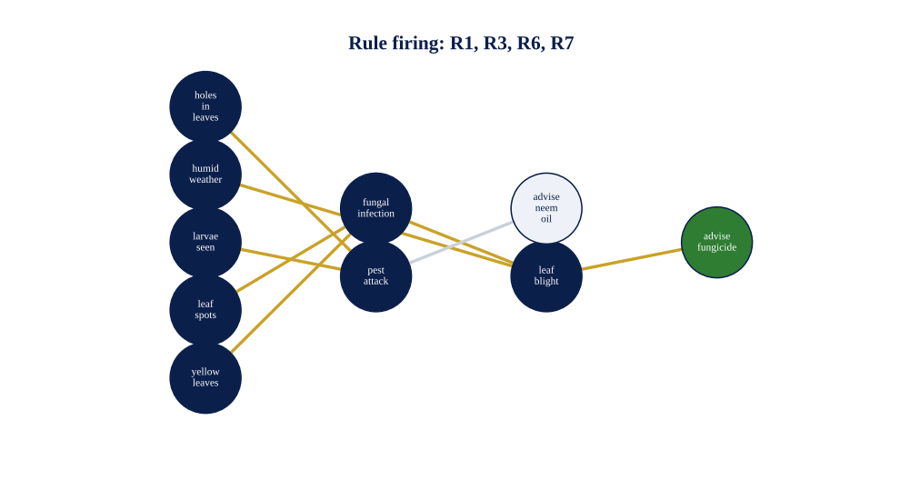 Rule firing: R1, R3, R6, R7
holes
in
leaves
humid
weather
larvae
seen
leaf
spots
yellow
leaves
fungal
infection
pest
attack
advise
neem
oil
leaf
blight
advise
fungicide